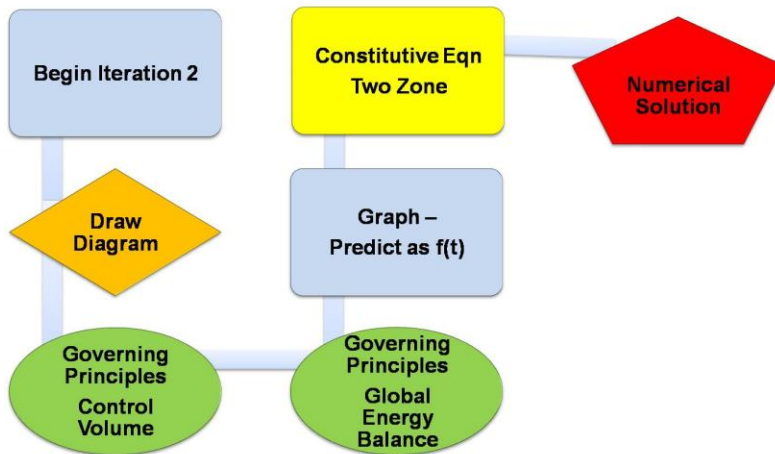 Begin Iteration 2
Draw
Diagram
Governing
Principles
Control
Volume
Governing
Principles
Global
Energy
Balance
Graph –
Predict as f(t)
Constitutive Eqn
Two Zone
Numerical
Solution